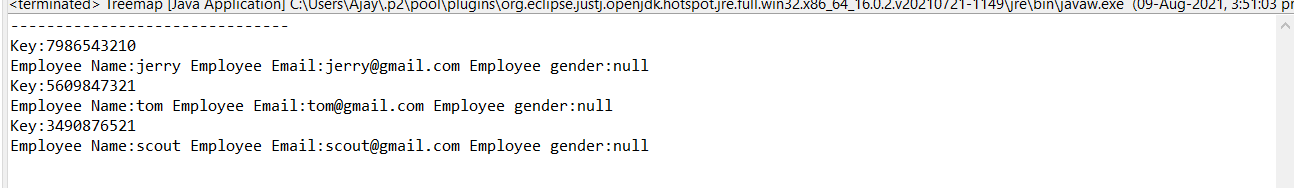 <terminated> Treemap [Java Application] C:\Users\Ajay\.p2\pool\plugins\org.eclipse.justj.openjdk.hotspot.jre.full.win32.x86_64_16.0.2.v20210721-1149\jre\bin\javaw.exe (09-Aug-2021, 3:51:03 pm
-------------------------------
Key:7986543210
Employee Name:jerry Employee Email:jerry@gmail.com Employee gender:null
Key:5609847321
Employee Name:tom Employee Email:tom@gmail.com Employee gender:null
Key:3490876521
Employee Name:scout Employee Email:scout@gmail.com Employee gender:null